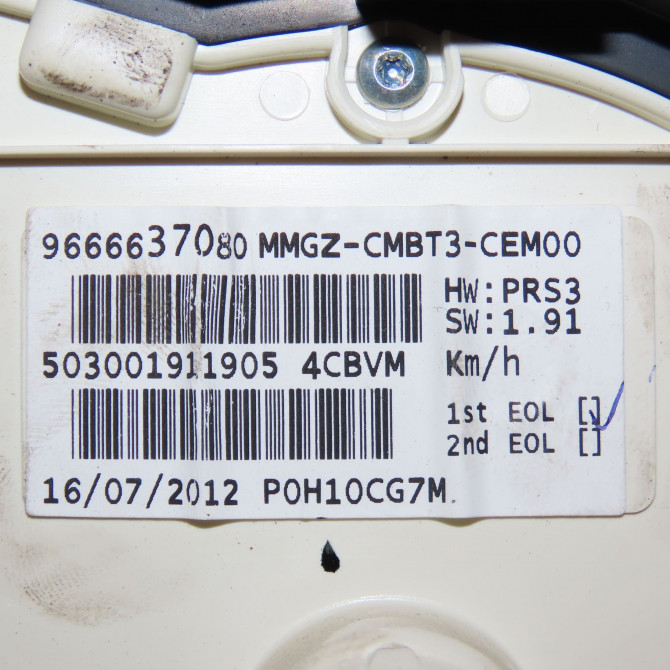 9666637080 MMGZ-CMBT3-CEM00
HW:PRS3
SW:1.91
503001911905 4CBVM Km/h
1st EOL []
2nd EOL []
16/07/2012 P0H10CG7M